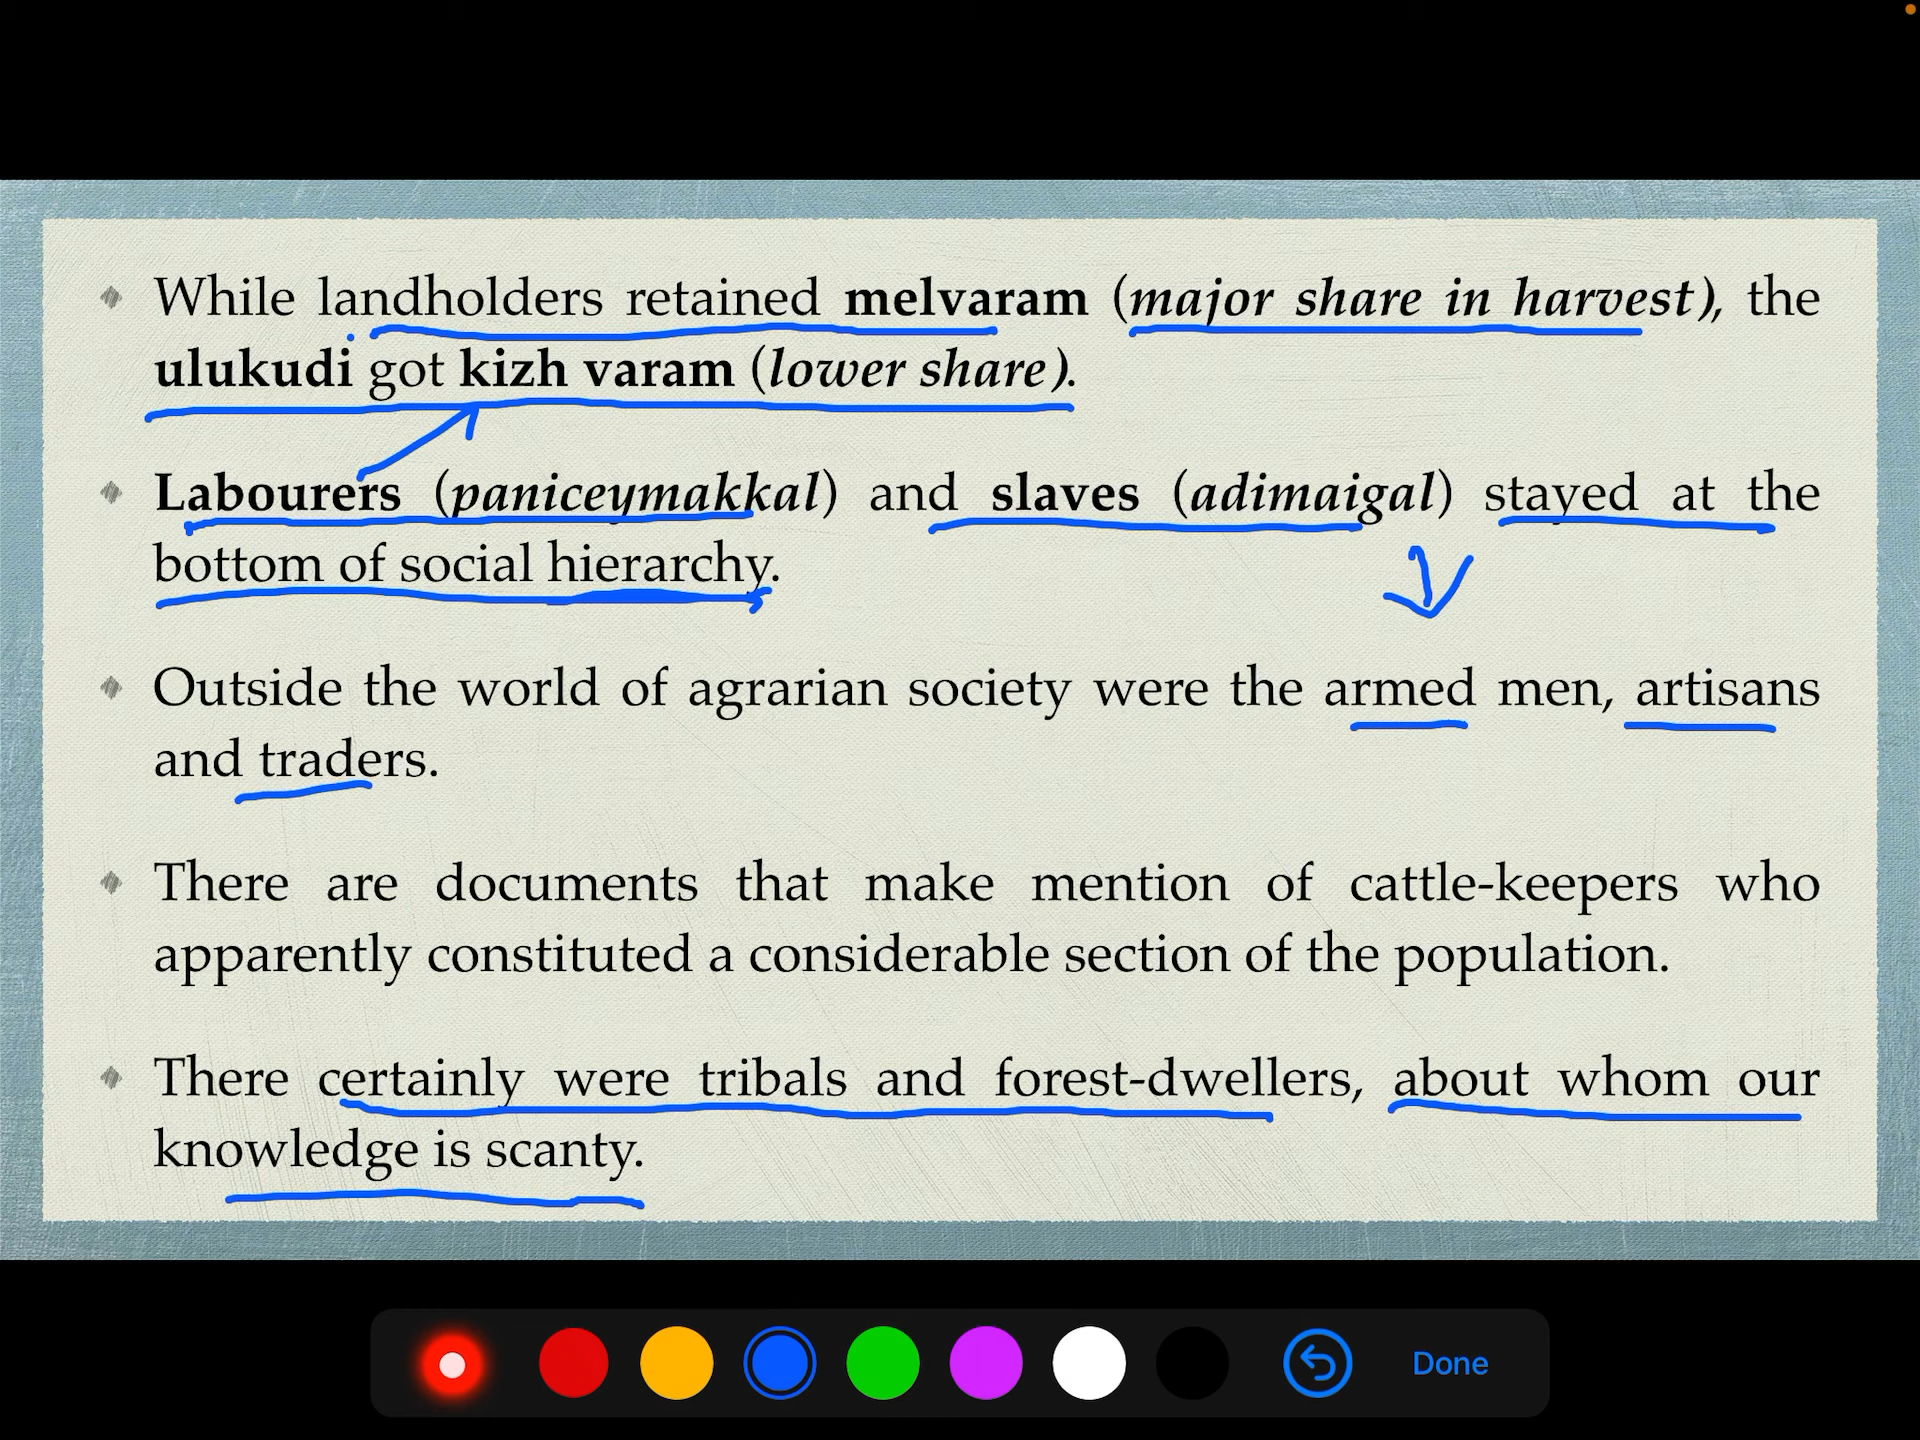 While landholders retained melvaram (major share in harvest), the
ulukudi got kizh varam (lower share).
Labourers (paniceymakkal) and slaves (adimaigal) stayed at the
bottom of social hierarchy.
Outside the world of agrarian society were the armed men, artisans
and traders.
There are documents that make mention of cattle-keepers who
apparently constituted a considerable section of the population.
There certainly were tribals and forest-dwellers, about whom our
knowledge is scanty.
Done